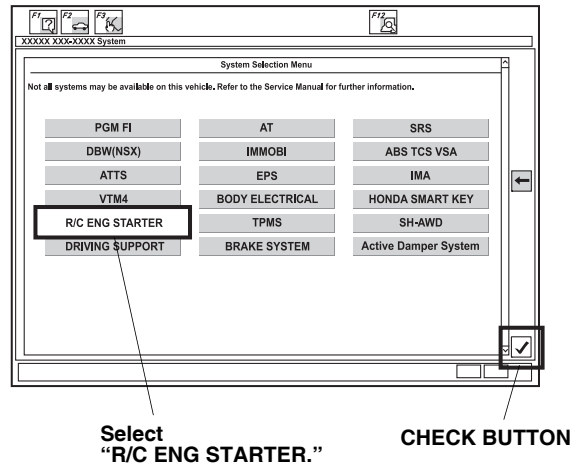 F1 F2 F3 F12
XXXXX XXX-XXXX System
System Selection Menu
Not all systems may be available on this vehicle. Refer to the Service Manual for further information.
PGM FI AT SRS
DBW(NSX) IMMOBI ABS TCS VSA
ATTS EPS IMA
VTM4 BODY ELECTRICAL HONDA SMART KEY
R/C ENG STARTER TPMS SH-AWD
DRIVING SUPPORT BRAKE SYSTEM Active Damper System
Select
“R/C ENG STARTER.”
CHECK BUTTON